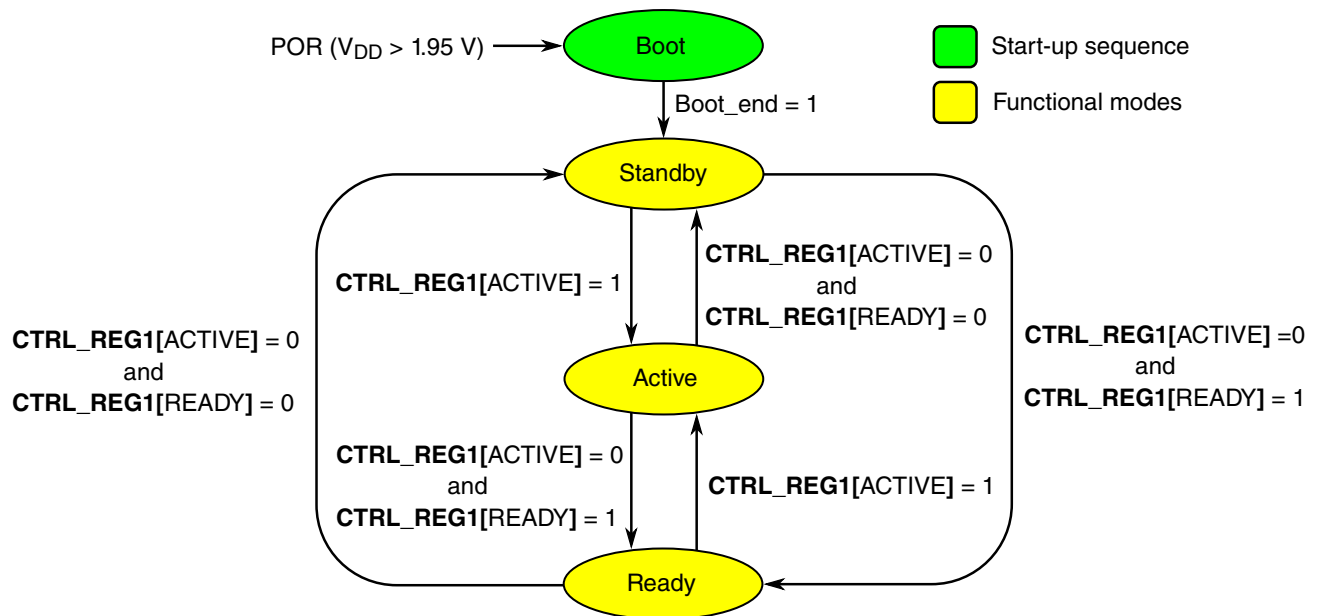 POR (VDD > 1.95 V)
Boot
Start-up sequence
Boot_end = 1
Functional modes
Standby
CTRL_REG1[ACTIVE] = 1
CTRL_REG1[ACTIVE] = 0
and
CTRL_REG1[READY] = 0
CTRL_REG1[ACTIVE] = 0
and
CTRL_REG1[READY] = 0
CTRL_REG1[ACTIVE] =0
and
CTRL_REG1[READY] = 1
Active
CTRL_REG1[ACTIVE] = 0
and
CTRL_REG1[READY] = 1
CTRL_REG1[ACTIVE] = 1
Ready